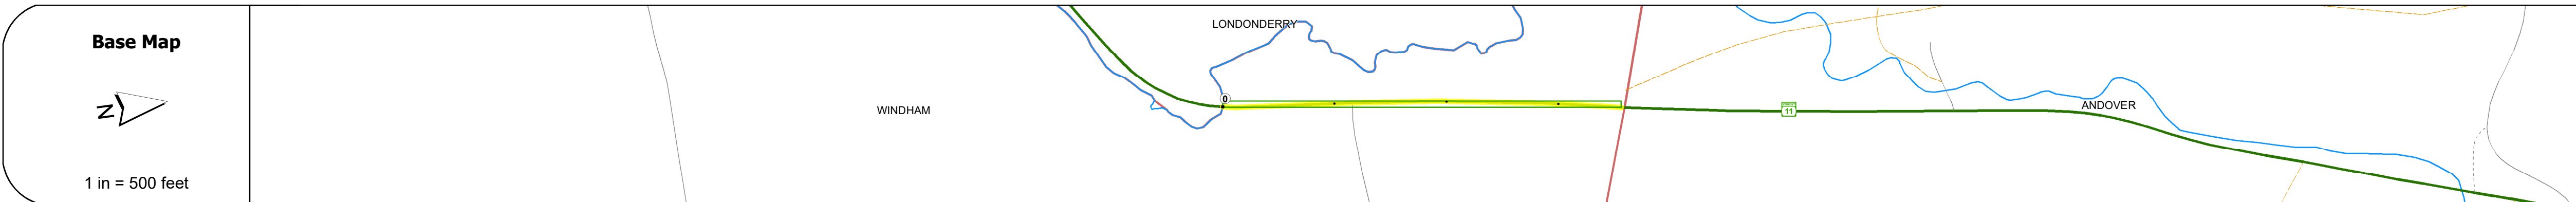 Base Map
N
1 in = 500 feet
LONDONDERRY
WINDHAM
0
11
ANDOVER